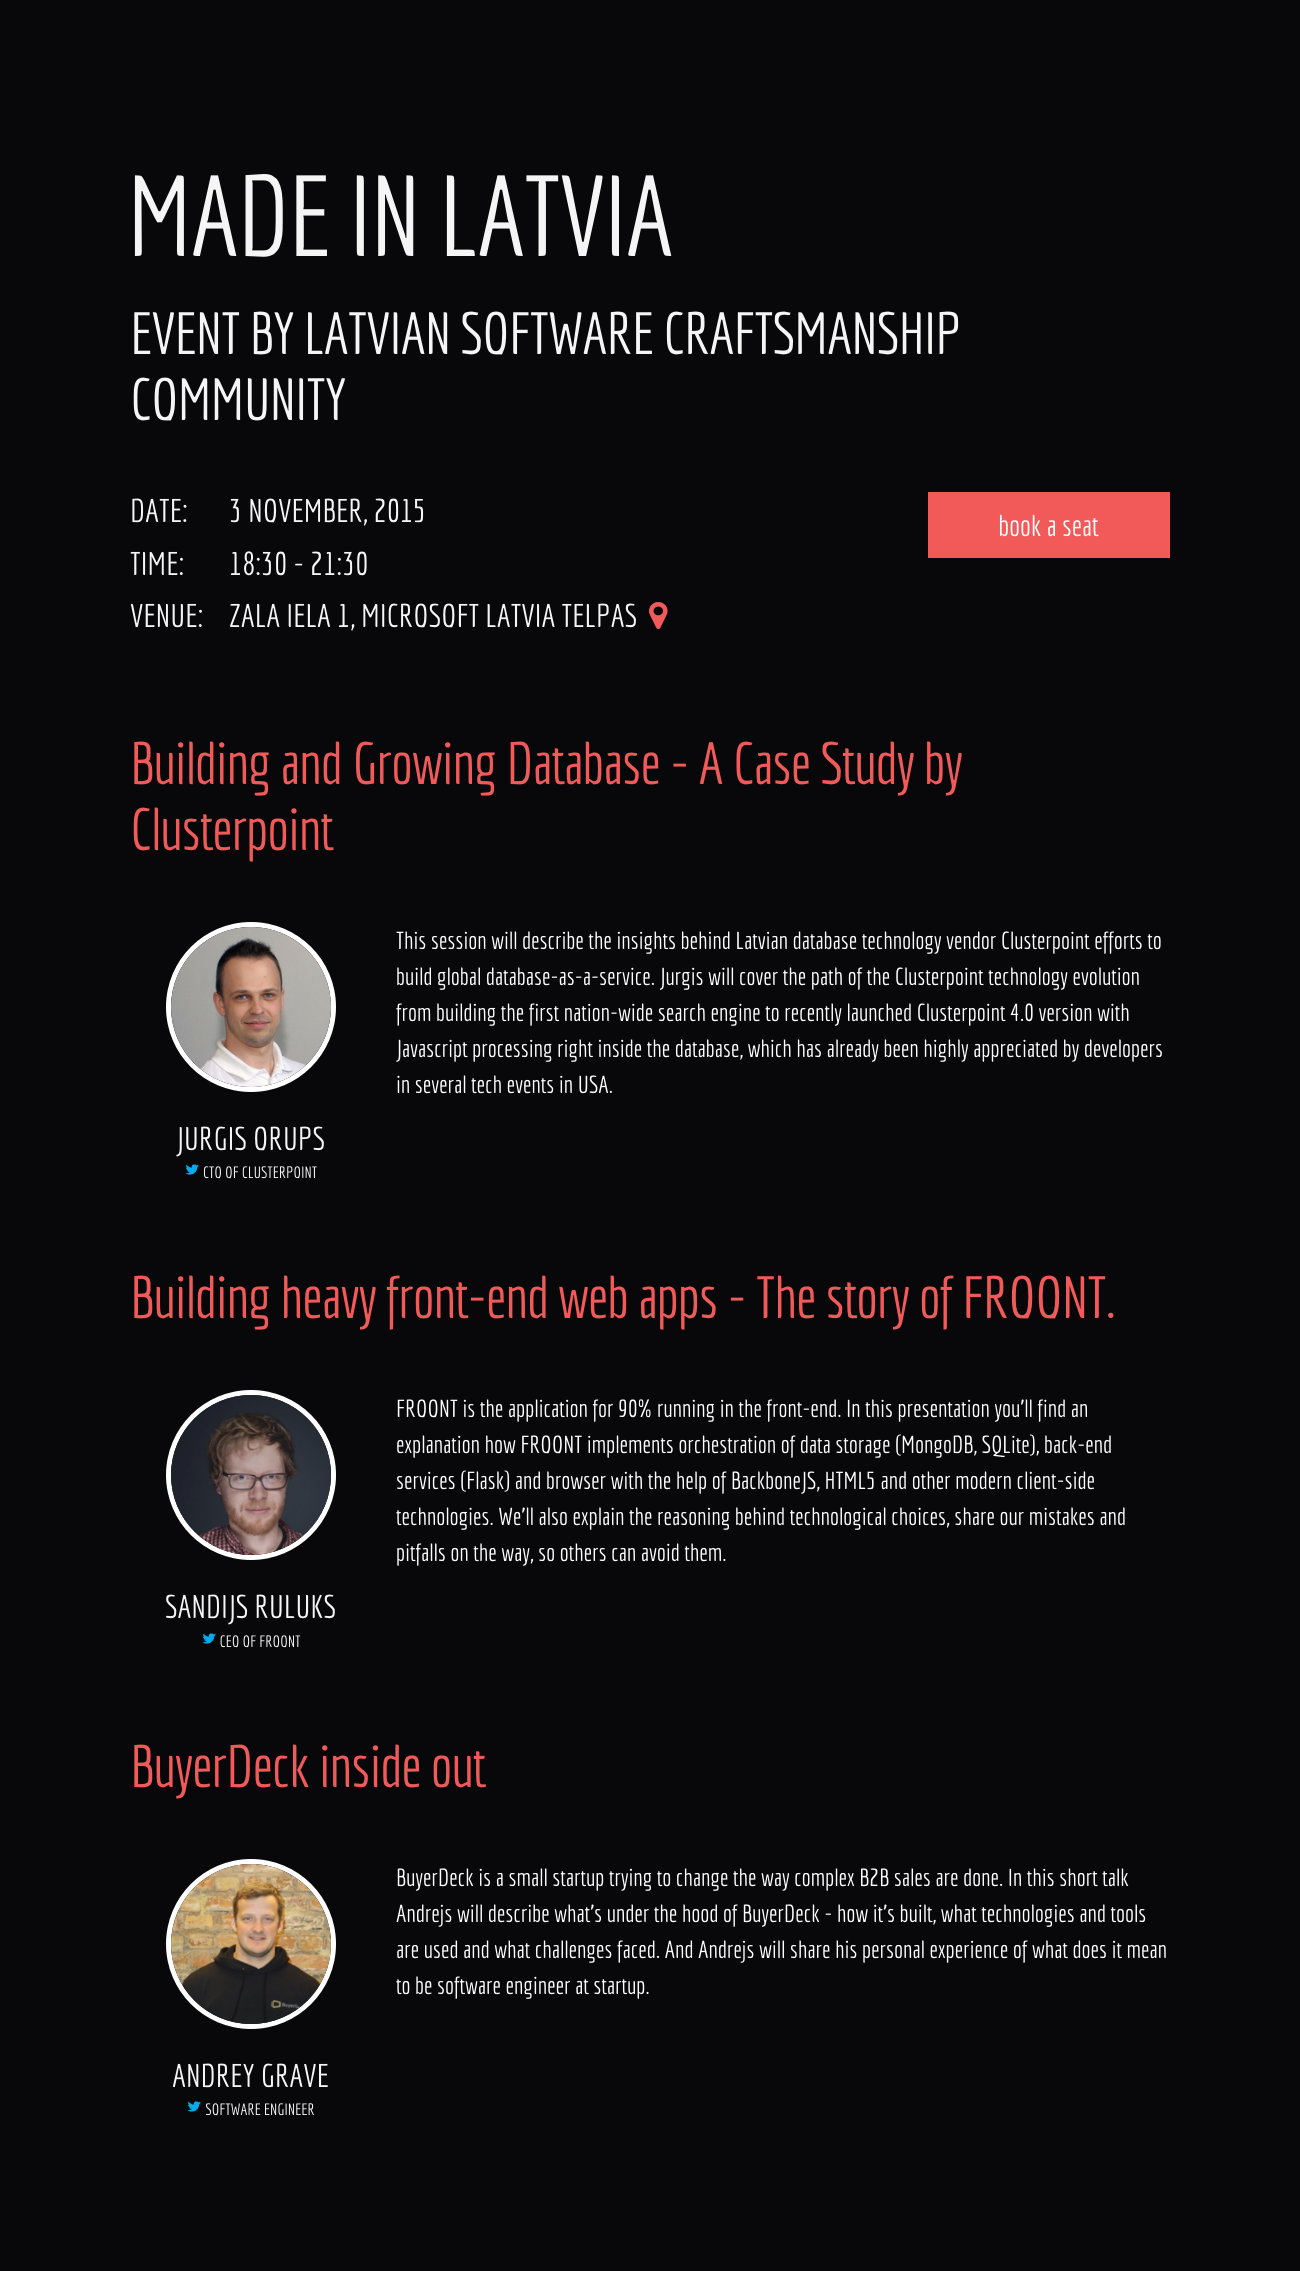 MADE IN LATVIA
EVENT BY LATVIAN SOFTWARE CRAFTSMANSHIP
COMMUNITY
DATE: 3 NOVEMBER, 2015
book a seat
TIME: 18:30 - 21:30
VENUE: ZALA IELA 1, MICROSOFT LATVIA TELPAS
Building and Growing Database - A Case Study by
Clusterpoint
This session will describe the insights behind Latvian database technology vendor Clusterpoint efforts to
build global database-as-a-service. Jurgis will cover the path of the Clusterpoint technology evolution
from building the first nation-wide search engine to recently launched Clusterpoint 4.0 version with
Javascript processing right inside the database, which has already been highly appreciated by developers
in several tech events in USA.
JURGIS ORUPS
CTO OF CLUSTERPOINT
Building heavy front-end web apps - The story of FROONT.
FROONT is the application for 90% running in the front-end. In this presentation you'll find an
explanation how FROONT implements orchestration of data storage (MongoDB, SQLite), back-end
services (Flask) and browser with the help of BackboneJS, HTML5 and other modern client-side
technologies. We'll also explain the reasoning behind technological choices, share our mistakes and
pitfalls on the way, so others can avoid them.
SANDIJS RULUKS
CEO OF FROONT
BuyerDeck inside out
BuyerDeck is a small startup trying to change the way complex B2B sales are done. In this short talk
Andrejs will describe what's under the hood of BuyerDeck - how it's built, what technologies and tools
are used and what challenges faced. And Andrejs will share his personal experience of what does it mean
to be software engineer at startup.
ANDREY GRAVE
SOFTWARE ENGINEER